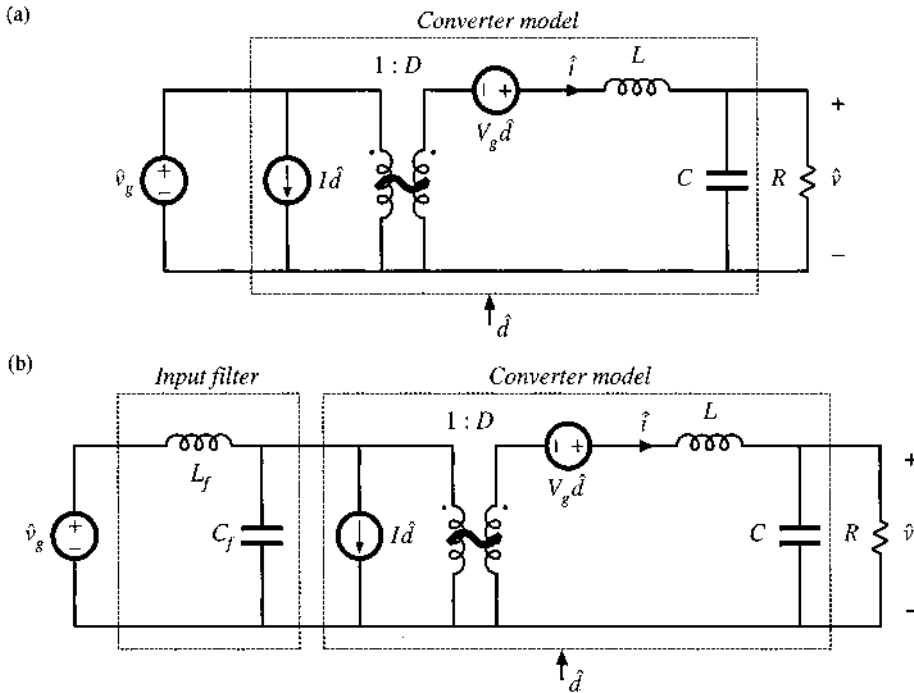 (a)
Converter model
1 : D
î
L
V_g d̂
v̂_g
+
−
I d̂
C
R
+
v̂
−
d̂
(b)
Input filter
Converter model
1 : D
î
L
L_f
V_g d̂
v̂_g
+
−
C_f
I d̂
C
R
+
v̂
−
d̂